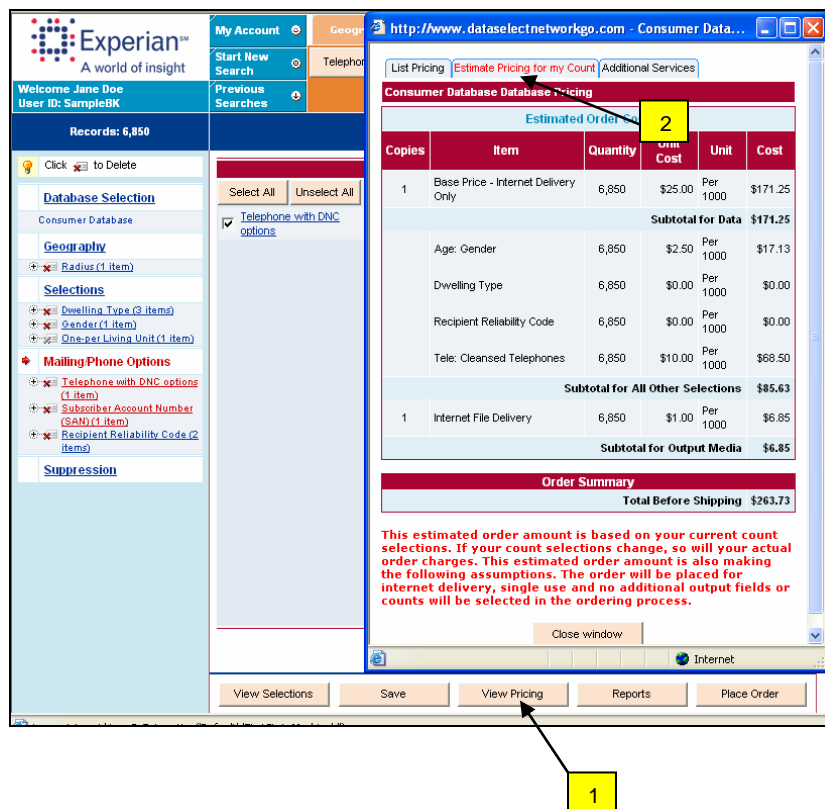 Experian℠
A world of insight
Welcome Jane Doe
User ID: SampleBK
Records: 6,850
My Account
Start New
Search
Previous
Searches
Geogr
Telephor
Click to Delete
Database Selection
Consumer Database
Geography
Radius (1 item)
Selections
Dwelling Type (3 items)
Gender (1 item)
One-per Living Unit (1 item)
Mailing/Phone Options
Telephone with DNC options
(1 item)
Subscriber Account Number
(SAN) (1 item)
Recipient Reliability Code (2
items)
Suppression
Select All Unselect All
Telephone with DNC
options
http://www.dataselectnetworkgo.com - Consumer Data...
List Pricing Estimate Pricing for my Count Additional Services
Consumer Database Database Pricing
2
Estimated Order Co
Copies Item Quantity Unit Cost Unit Cost
1 Base Price - Internet Delivery Only 6,850 $25.00 Per 1000 $171.25
Subtotal for Data $171.25
Age: Gender 6,850 $2.50 Per 1000 $17.13
Dwelling Type 6,850 $0.00 Per 1000 $0.00
Recipient Reliability Code 6,850 $0.00 Per 1000 $0.00
Tele: Cleansed Telephones 6,850 $10.00 Per 1000 $68.50
Subtotal for All Other Selections $85.63
1 Internet File Delivery 6,850 $1.00 Per 1000 $6.85
Subtotal for Output Media $6.85
Order Summary
Total Before Shipping $263.73
This estimated order amount is based on your current count
selections. If your count selections change, so will your actual
order charges. This estimated order amount is also making
the following assumptions. The order will be placed for
internet delivery, single use and no additional output fields or
counts will be selected in the ordering process.
Close window
Internet
View Selections Save View Pricing Reports Place Order
1